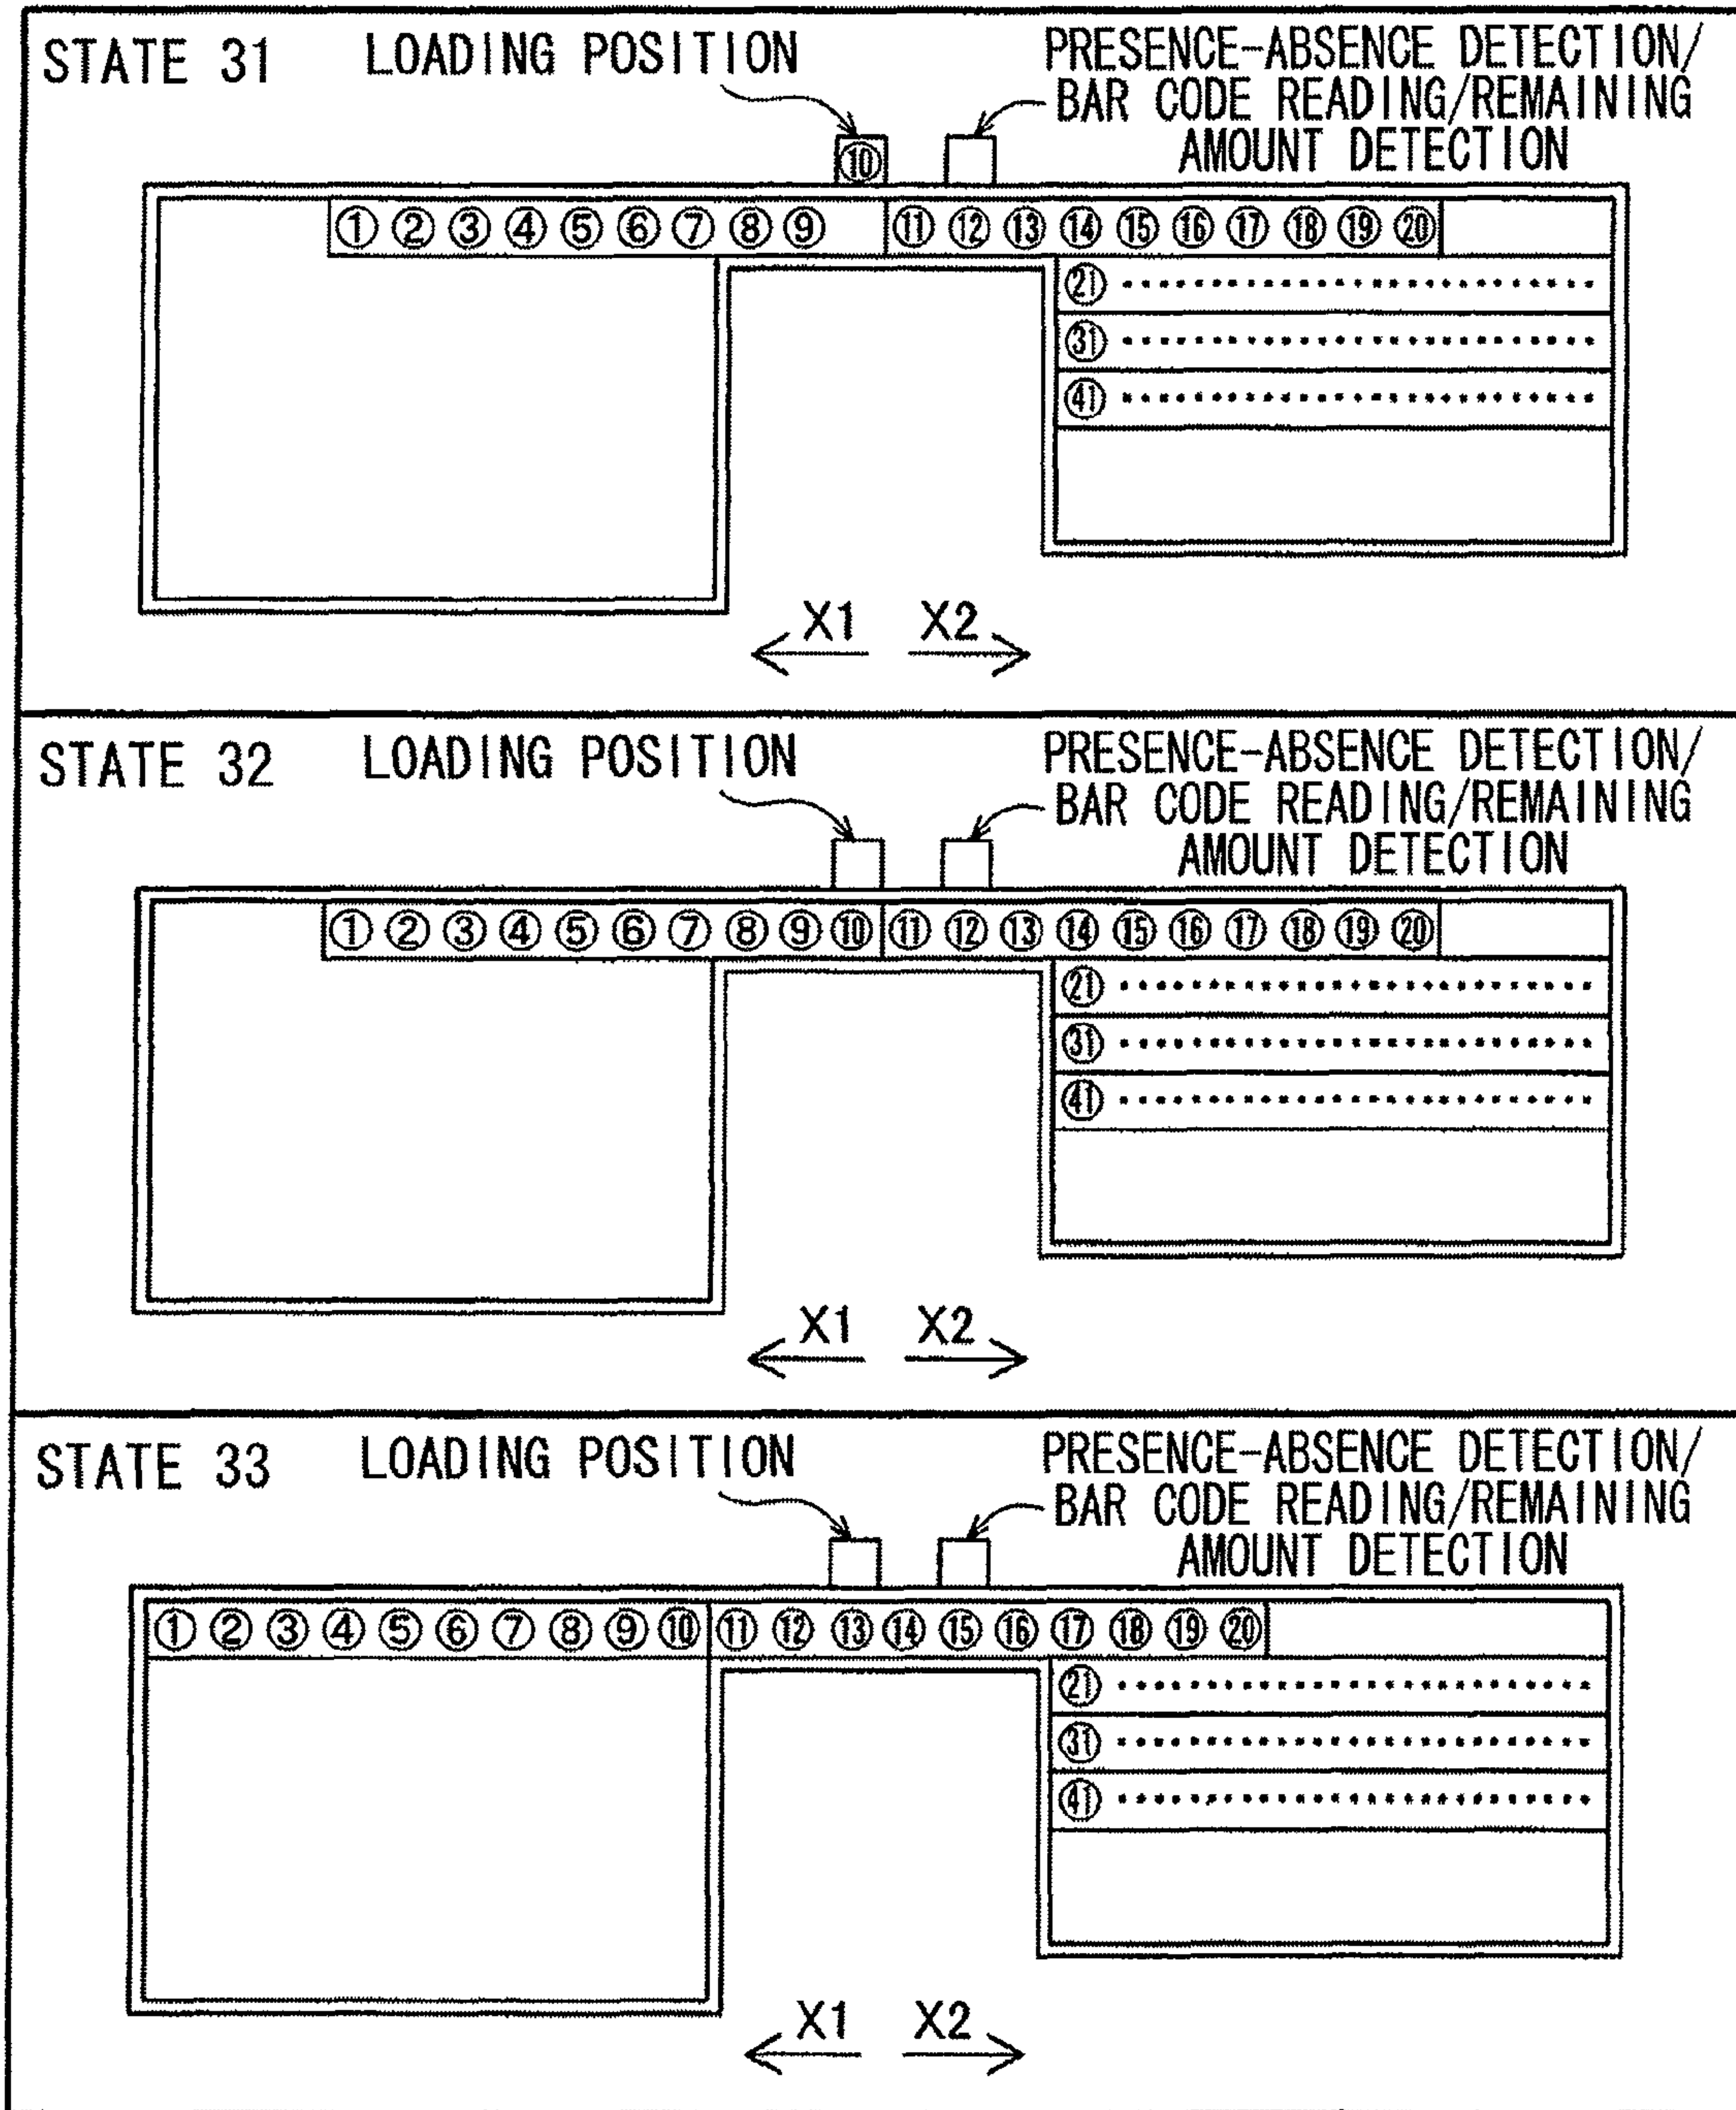 STATE 31
LOADING POSITION
PRESENCE-ABSENCE DETECTION/
BAR CODE READING/REMAINING
AMOUNT DETECTION
⑩
① ② ③ ④ ⑤ ⑥ ⑦ ⑧ ⑨ ⑪ ⑫ ⑬ ⑭ ⑮ ⑯ ⑰ ⑱ ⑲ ⑳
㉑
㉛
㊶
X1 X2
STATE 32
LOADING POSITION
PRESENCE-ABSENCE DETECTION/
BAR CODE READING/REMAINING
AMOUNT DETECTION
① ② ③ ④ ⑤ ⑥ ⑦ ⑧ ⑨ ⑩ ⑪ ⑫ ⑬ ⑭ ⑮ ⑯ ⑰ ⑱ ⑲ ⑳
㉑
㉛
㊶
X1 X2
STATE 33
LOADING POSITION
PRESENCE-ABSENCE DETECTION/
BAR CODE READING/REMAINING
AMOUNT DETECTION
① ② ③ ④ ⑤ ⑥ ⑦ ⑧ ⑨ ⑩ ⑪ ⑫ ⑬ ⑭ ⑮ ⑯ ⑰ ⑱ ⑲ ⑳
㉑
㉛
㊶
X1 X2